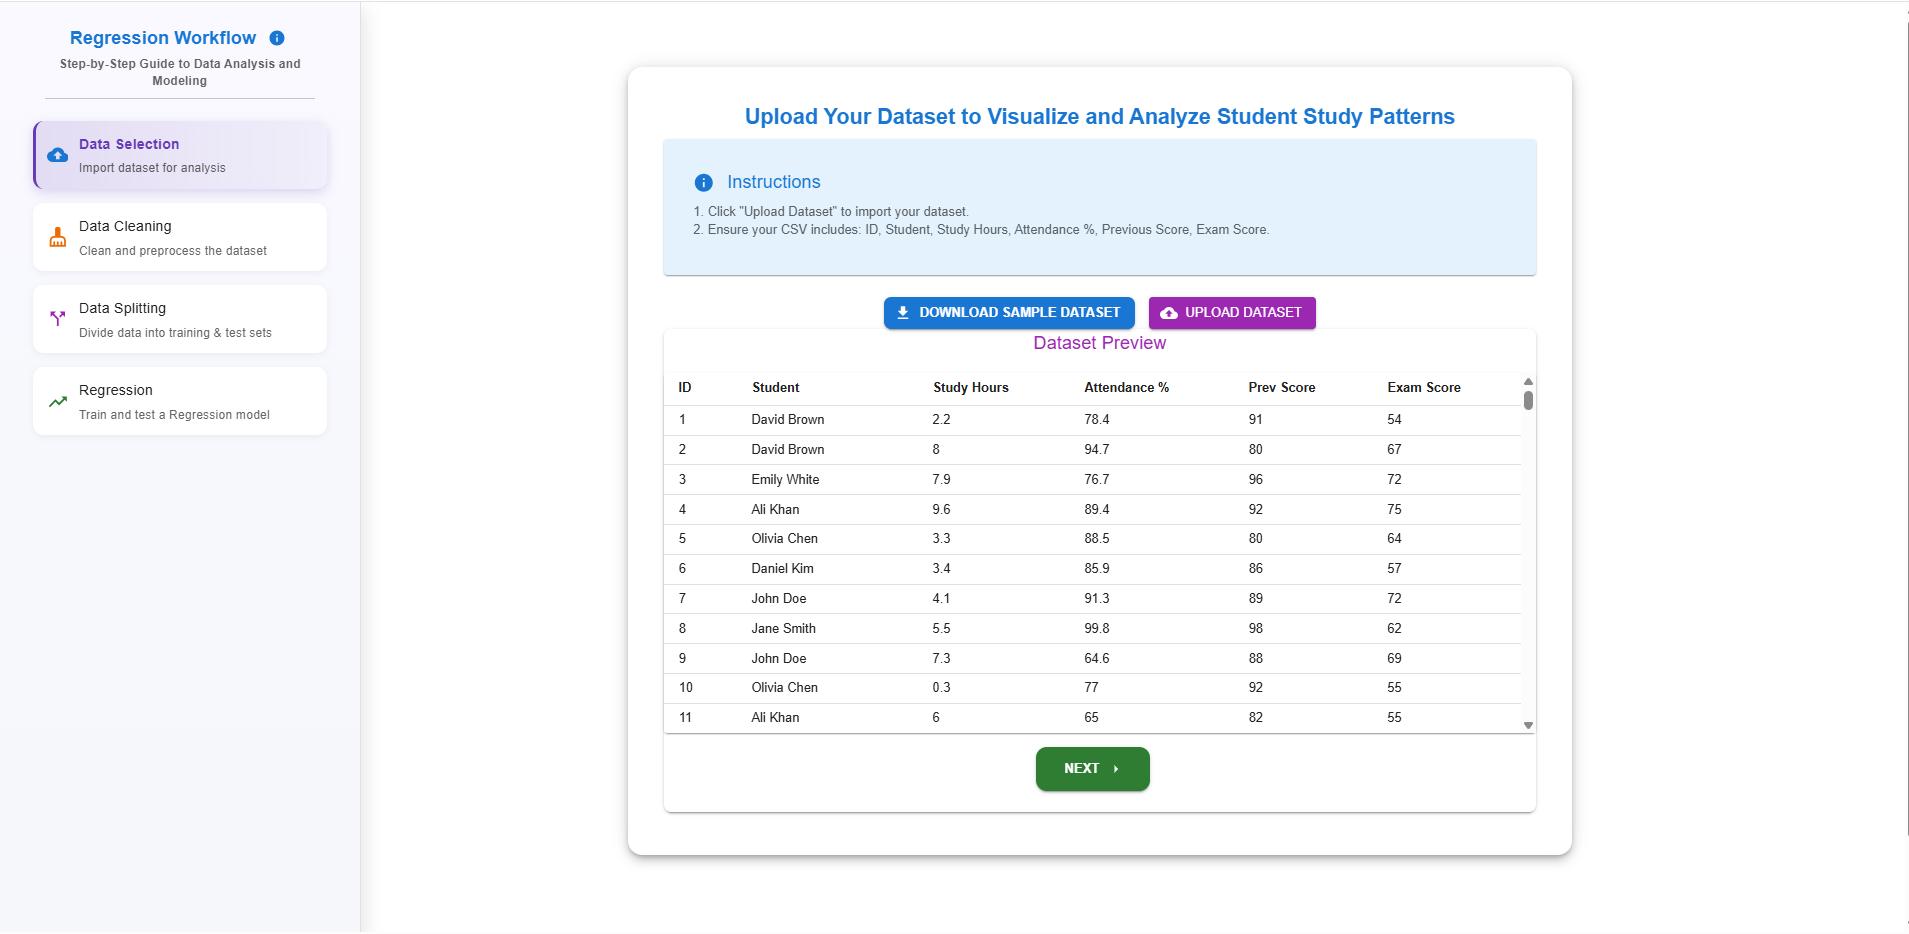 Regression Workflow
Step-by-Step Guide to Data Analysis and
Modeling
Data Selection
Import dataset for analysis
Data Cleaning
Clean and preprocess the dataset
Data Splitting
Divide data into training & test sets
Regression
Train and test a Regression model
Upload Your Dataset to Visualize and Analyze Student Study Patterns
Instructions
1. Click "Upload Dataset" to import your dataset.
2. Ensure your CSV includes: ID, Student, Study Hours, Attendance %, Previous Score, Exam Score.
DOWNLOAD SAMPLE DATASET UPLOAD DATASET
Dataset Preview
ID Student Study Hours Attendance % Prev Score Exam Score
1 David Brown 2.2 78.4 91 54
2 David Brown 8 94.7 80 67
3 Emily White 7.9 76.7 96 72
4 Ali Khan 9.6 89.4 92 75
5 Olivia Chen 3.3 88.5 80 64
6 Daniel Kim 3.4 85.9 86 57
7 John Doe 4.1 91.3 89 72
8 Jane Smith 5.5 99.8 98 62
9 John Doe 7.3 64.6 88 69
10 Olivia Chen 0.3 77 92 55
11 Ali Khan 6 65 82 55
NEXT